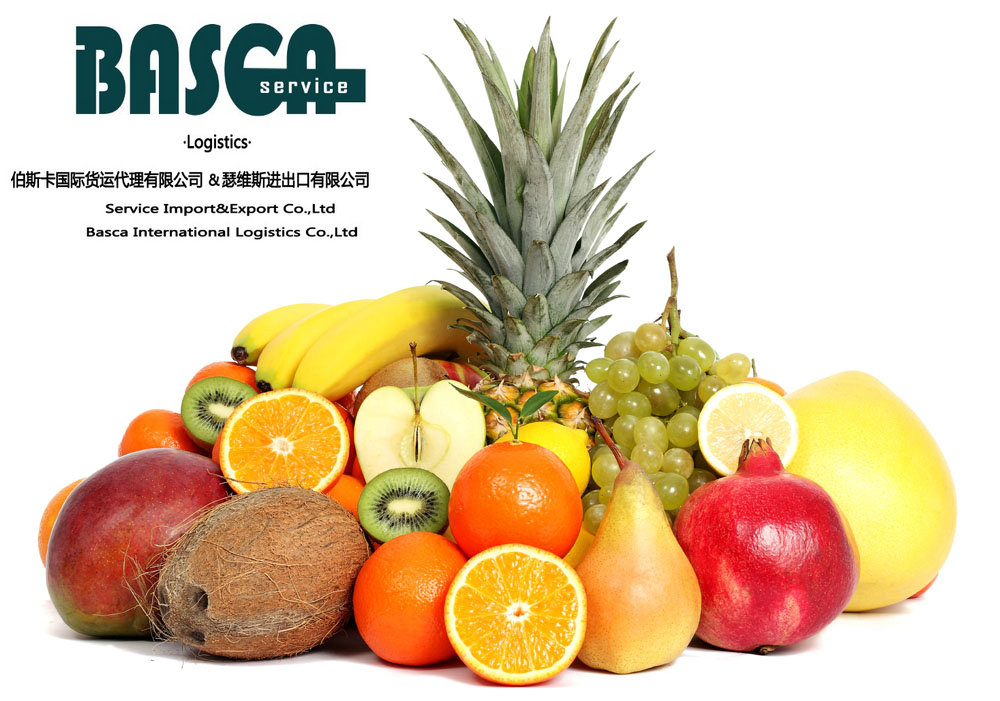 BASCA
service
·Logistics·
伯斯卡国际货运代理有限公司 &瑟维斯进出口有限公司
Service Import&Export Co.,Ltd
Basca International Logistics Co.,Ltd